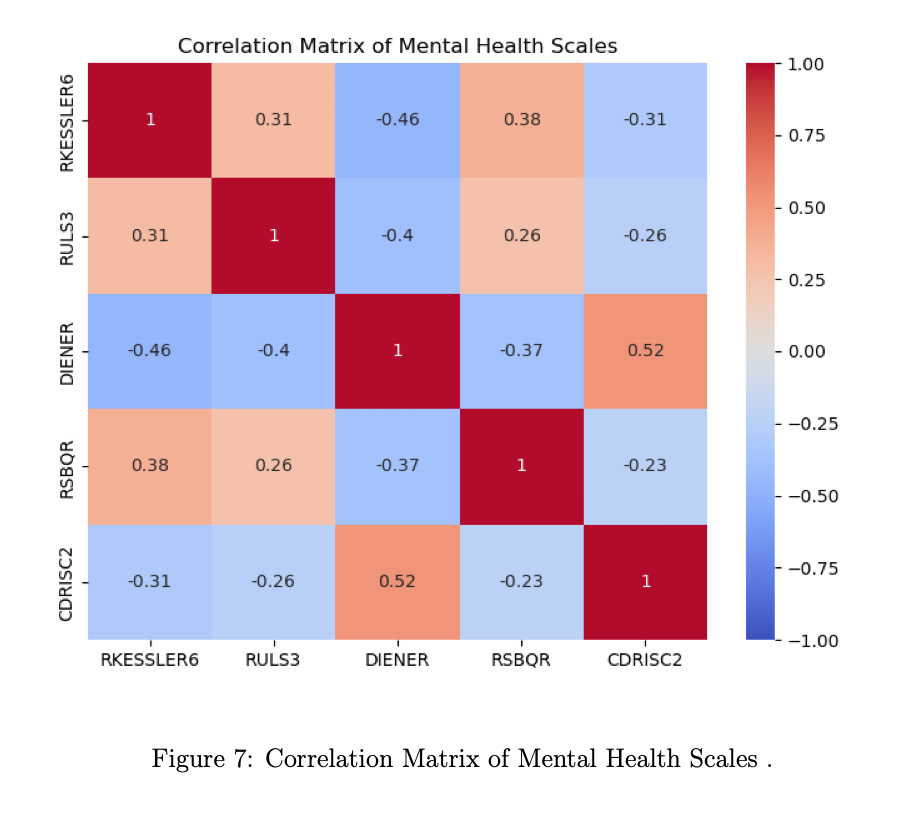 Correlation Matrix of Mental Health Scales
RKESSLER6 1 0.31 -0.46 0.38 -0.31
RULS3 0.31 1 -0.4 0.26 -0.26
DIENER -0.46 -0.4 1 -0.37 0.52
RSBQR 0.38 0.26 -0.37 1 -0.23
CDRISC2 -0.31 -0.26 0.52 -0.23 1
RKESSLER6 RULS3 DIENER RSBQR CDRISC2
1.00
0.75
0.50
0.25
0.00
−0.25
−0.50
−0.75
−1.00
Figure 7: Correlation Matrix of Mental Health Scales .